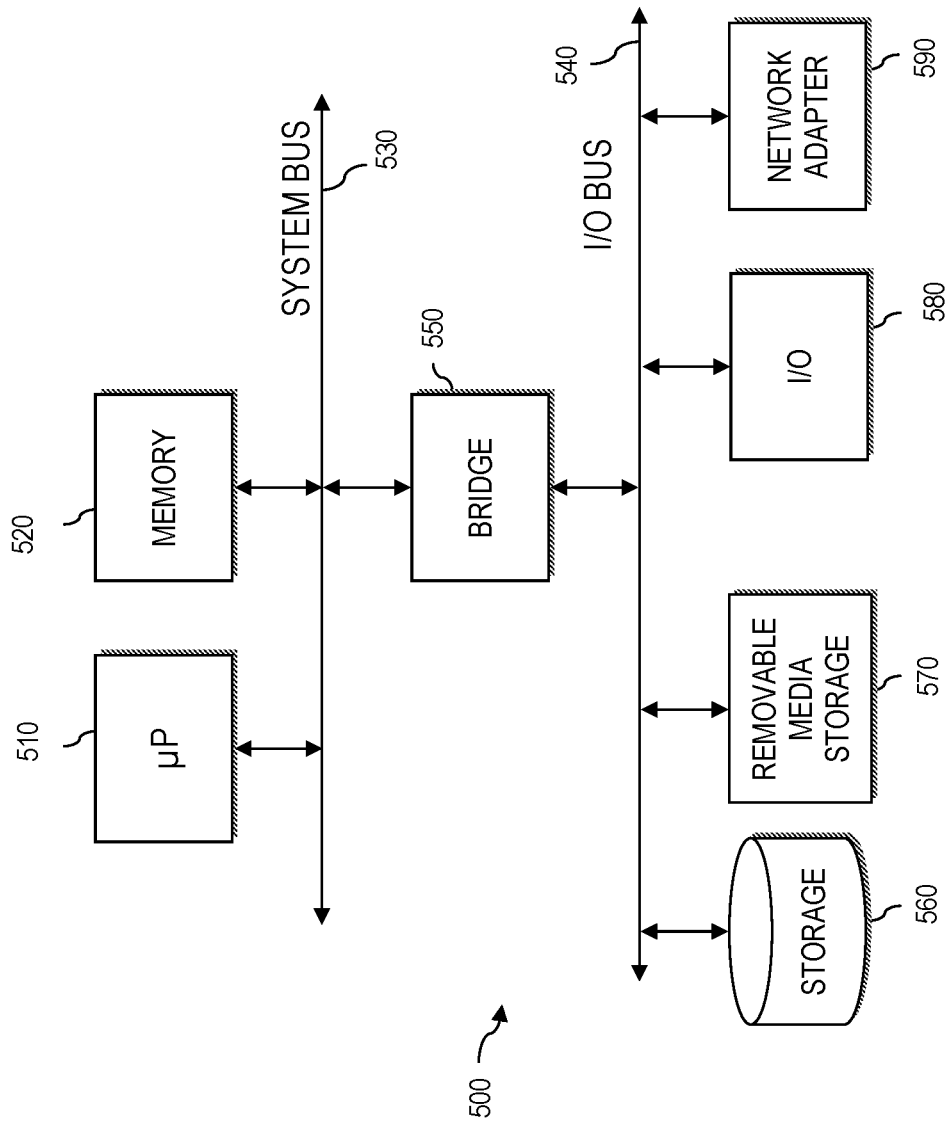 510
µP
520
MEMORY
SYSTEM BUS
530
550
BRIDGE
I/O BUS
540
500
STORAGE
560
REMOVABLE
MEDIA
STORAGE
570
I/O
580
NETWORK
ADAPTER
590